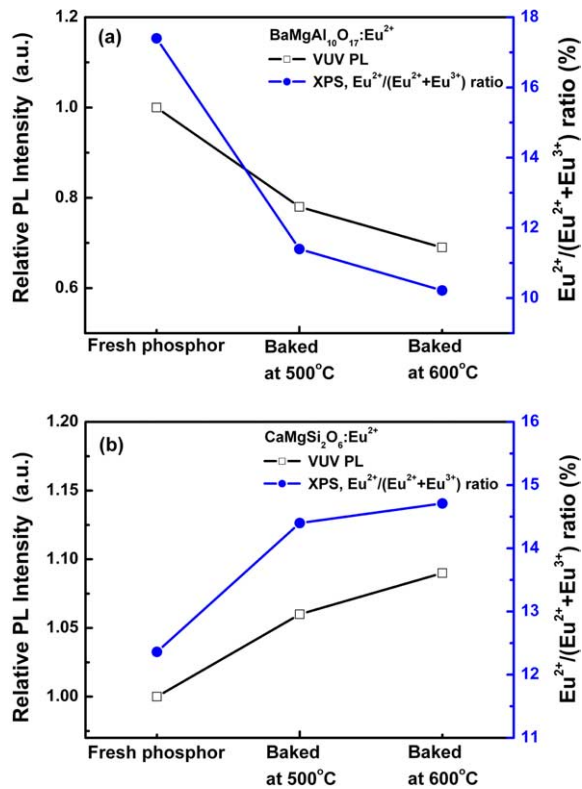 (a)
BaMgAl₁₀O₁₇:Eu²⁺
VUV PL
XPS, Eu²⁺/(Eu²⁺+Eu³⁺) ratio
Relative PL Intensity (a.u.)
1.2
1.0
0.8
0.6
Eu²⁺/(Eu²⁺+Eu³⁺) ratio (%)
18
16
14
12
10
Fresh phosphor
Baked
at 500°C
Baked
at 600°C
(b)
CaMgSi₂O₆:Eu²⁺
VUV PL
XPS, Eu²⁺/(Eu²⁺+Eu³⁺) ratio
Relative PL Intensity (a.u.)
1.20
1.15
1.10
1.05
1.00
Eu²⁺/(Eu²⁺+Eu³⁺) ratio (%)
16
15
14
13
12
11
Fresh phosphor
Baked
at 500°C
Baked
at 600°C